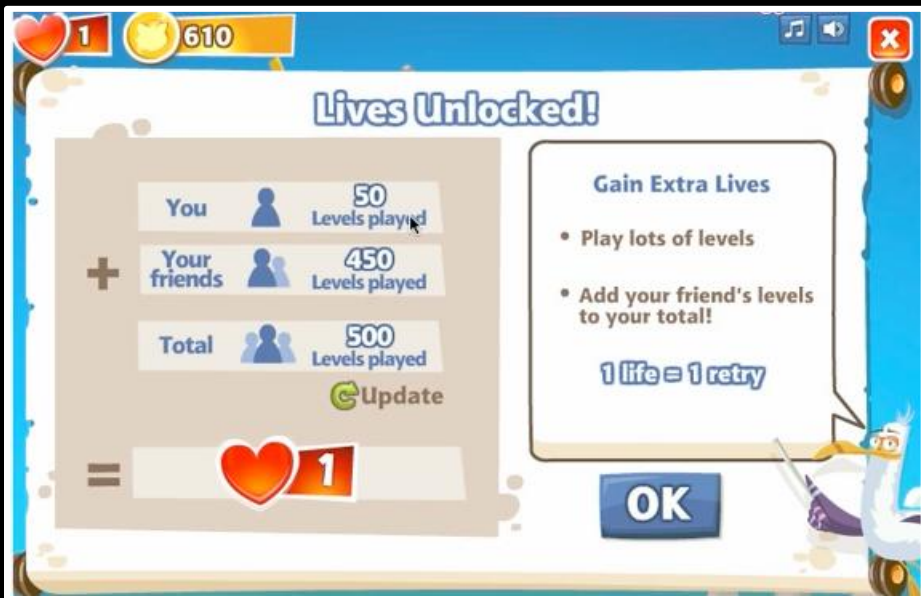 1
610
Lives Unlocked!
You
50
Levels played
+
Your
friends
450
Levels played
Total
500
Levels played
Update
=
1
Gain Extra Lives
• Play lots of levels
• Add your friend's levels
to your total!
1 life = 1 retry
OK